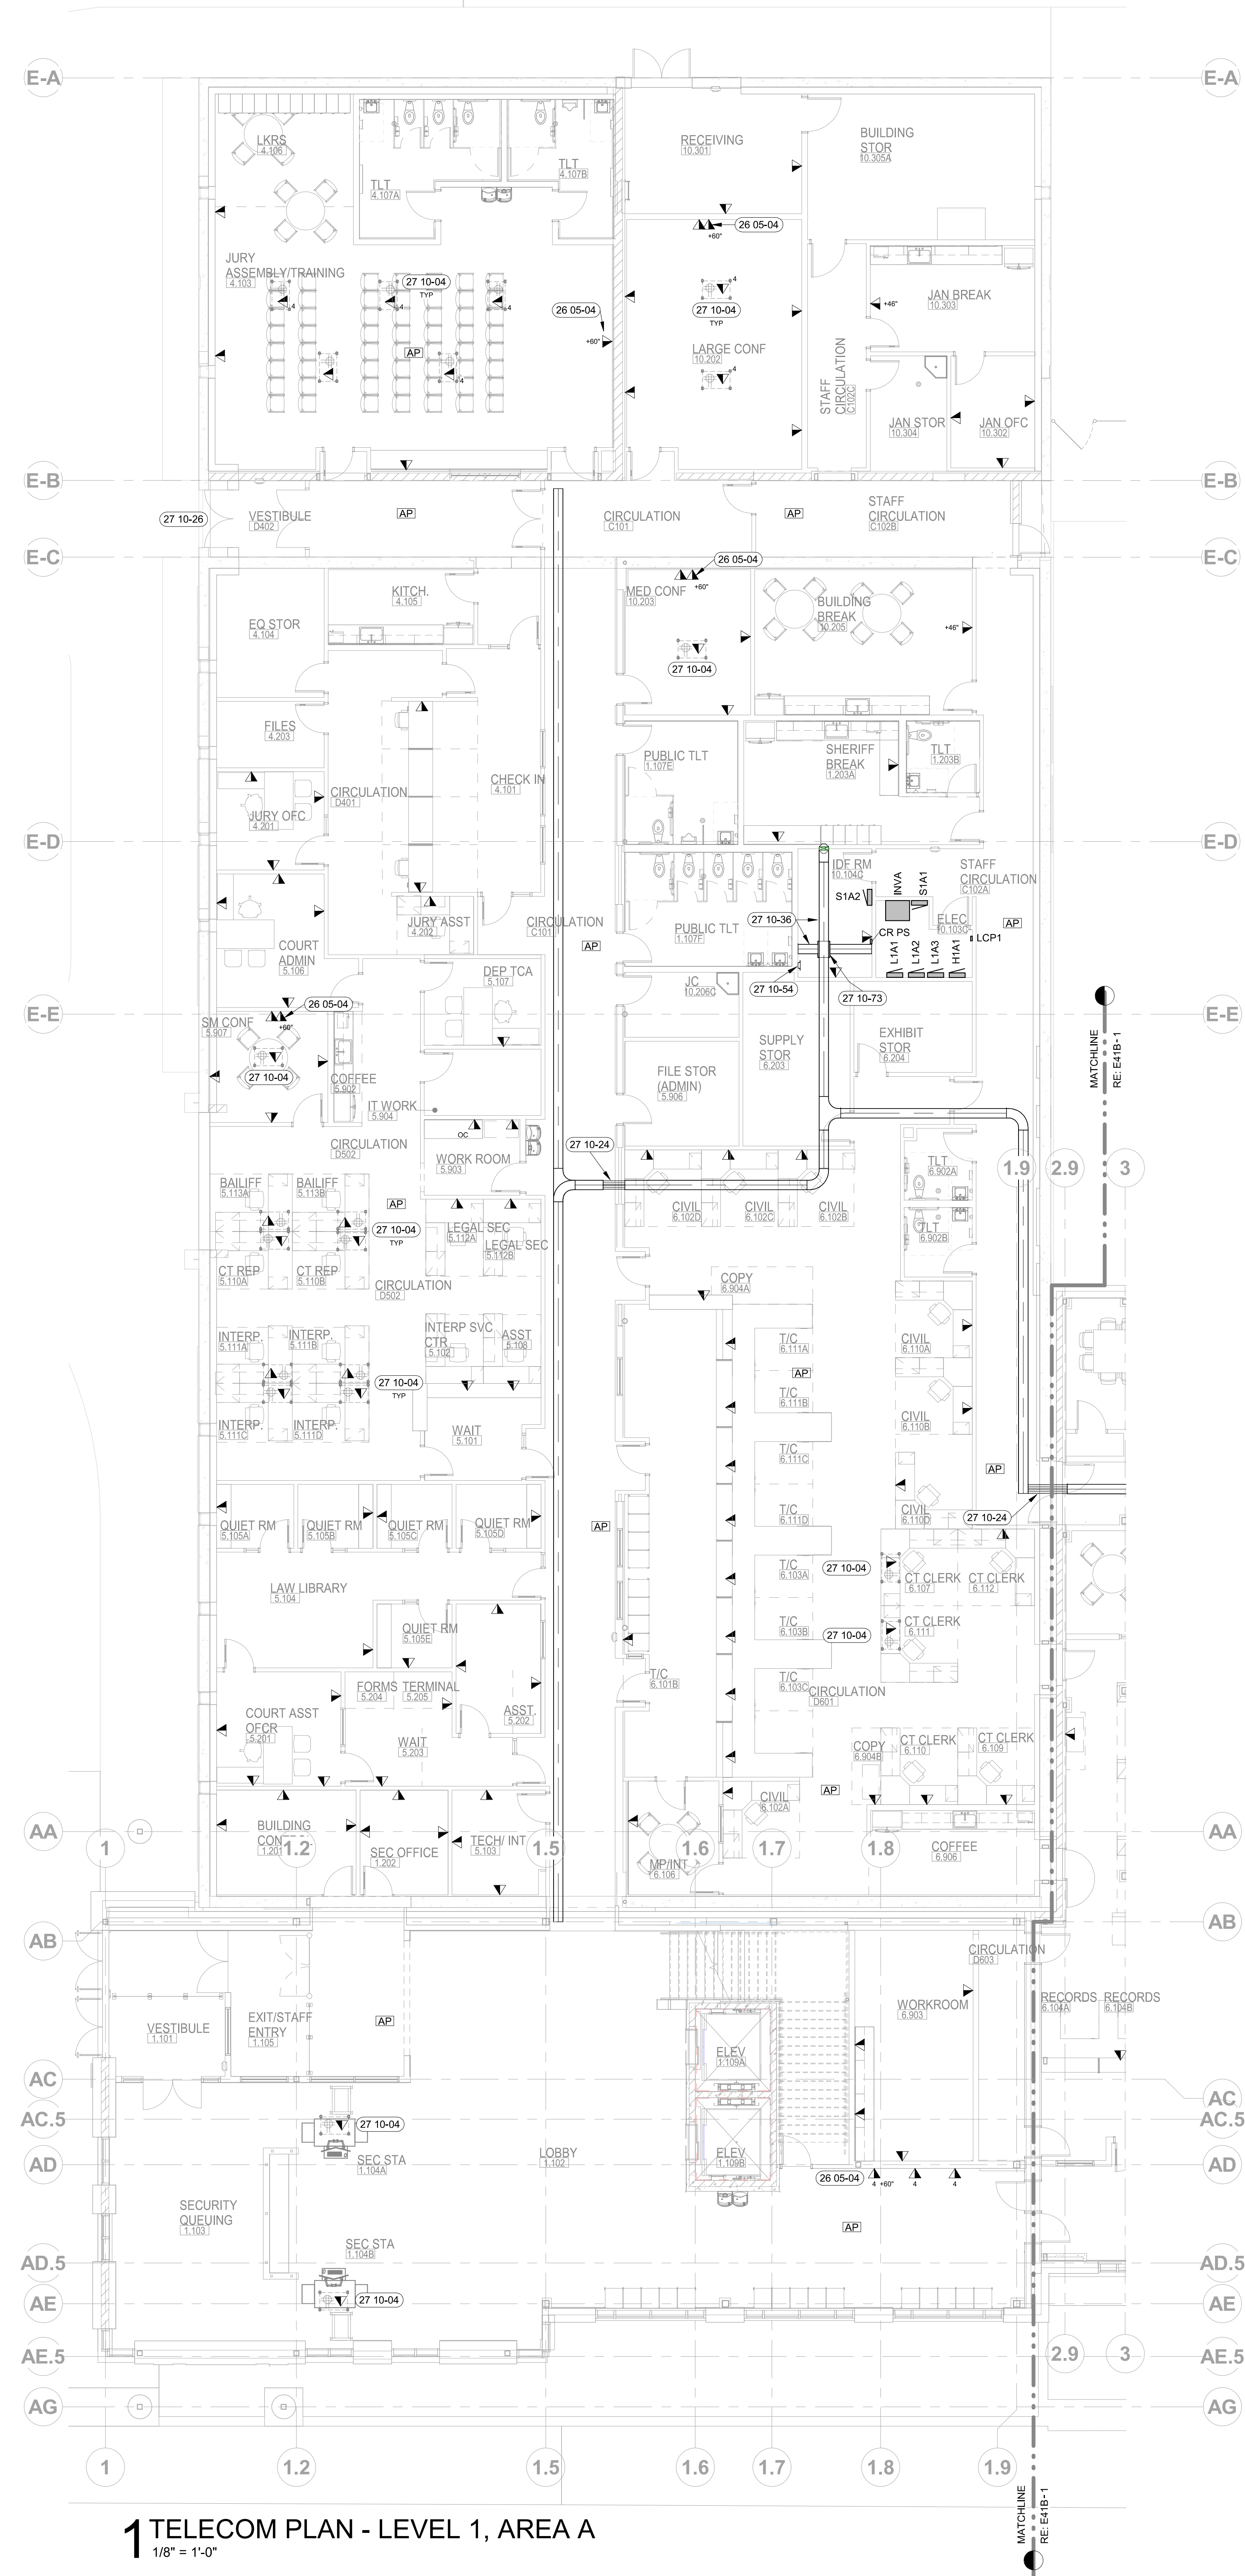 E-A
E-A
LKRS
4.106
TLT
4.107A
TLT
4.107B
RECEIVING
10.301
BUILDING
STOR
10.305A
26 05-04
+60"
JURY
ASSEMBLY/TRAINING
4.103
27 10-04
TYP
4
4
4
4
4
AP
26 05-04
+60"
27 10-04
TYP
4
LARGE CONF
10.202
4
STAFF
CIRCULATION
C102C
JAN BREAK
10.303
+46"
JAN STOR
10.304
JAN OFC
10.302
E-B
E-B
27 10-26
VESTIBULE
D402
AP
CIRCULATION
C101
AP
STAFF
CIRCULATION
C102B
E-C
E-C
26 05-04
+60"
KITCH.
4.105
EQ STOR
4.104
MED CONF
10.203
27 10-04
BUILDING
BREAK
10.205
+46"
FILES
4.203
CIRCULATION
D401
CHECK IN
4.101
JURY OFC
4.201
PUBLIC TLT
1.107E
SHERIFF
BREAK
1.203A
TLT
1.203B
E-D
E-D
IDF RM
10.104C
S1A2
INVA
S1A1
STAFF
CIRCULATION
C102A
ELEC
10.103C
AP
LCP1
CR PS
L1A1
L1A2
L1A3
H1A1
JURY ASST
4.202
CIRCULATION
C101
AP
PUBLIC TLT
1.107F
27 10-36
27 10-54
27 10-73
COURT
ADMIN
5.106
DEP TCA
5.107
JC
10.206C
E-E
E-E
26 05-04
+60"
SM CONF
5.907
27 10-04
COFFEE
5.902
SUPPLY
STOR
6.203
EXHIBIT
STOR
6.204
FILE STOR
(ADMIN)
5.906
MATCHLINE
RE: E41B-1
IT WORK
5.904
OC
CIRCULATION
D502
WORK ROOM
5.903
27 10-24
1.9
2.9
3
TLT
6.902A
TLT
6.902B
BAILIFF
5.113A
BAILIFF
5.113B
AP
27 10-04
TYP
LEGAL SEC
5.112A
LEGAL SEC
5.112B
CIVIL
6.102D
CIVIL
6.102C
CIVIL
6.102B
CT REP
5.110A
CT REP
5.110B
CIRCULATION
D502
COPY
6.904A
INTERP.
5.111A
INTERP.
5.111B
INTERP SVC
CTR
5.102
ASST
5.108
T/C
6.111A
AP
CIVIL
6.110A
27 10-04
TYP
T/C
6.111B
CIVIL
6.110B
INTERP.
5.111C
INTERP.
5.111D
WAIT
5.101
T/C
6.111C
AP
QUIET RM
5.105A
QUIET RM
5.105B
QUIET RM
5.105C
QUIET RM
5.105D
AP
T/C
6.111D
CIVIL
6.110D
27 10-24
LAW LIBRARY
5.104
T/C
6.103A
27 10-04
CT CLERK
6.107
CT CLERK
6.112
QUIET RM
5.105E
T/C
6.103B
27 10-04
CT CLERK
6.111
FORMS
5.204
TERMINAL
5.205
T/C
6.101B
T/C
6.103C
CIRCULATION
D601
COURT ASST
OFCR
5.201
ASST.
5.202
WAIT
5.203
COPY
6.904B
CT CLERK
6.110
CT CLERK
6.109
AP
CIVIL
6.102A
BUILDING
1.201
SEC OFFICE
1.202
TECH/ INT
5.103
MP/INT
6.106
COFFEE
6.906
AA
1
1.2
1.5
1.6
1.7
1.8
AA
AB
AB
VESTIBULE
1.101
EXIT/STAFF
ENTRY
1.105
AP
ELEV
1.109A
WORKROOM
6.903
CIRCULATION
D603
RECORDS
6.104A
RECORDS
6.104B
AC
AC
AC.5
AC.5
27 10-04
SEC STA
1.104A
LOBBY
1.102
ELEV
1.109B
26 05-04
4
+60"
4
4
AD
AD
SECURITY
QUEUING
1.103
SEC STA
1.104B
AP
AD.5
AD.5
27 10-04
AE
AE
AE.5
2.9
3
AE.5
AG
AG
1
1.2
1.5
1.6
1.7
1.8
1.9
MATCHLINE
RE: E41B-1
1 TELECOM PLAN - LEVEL 1, AREA A
1/8" = 1'-0"